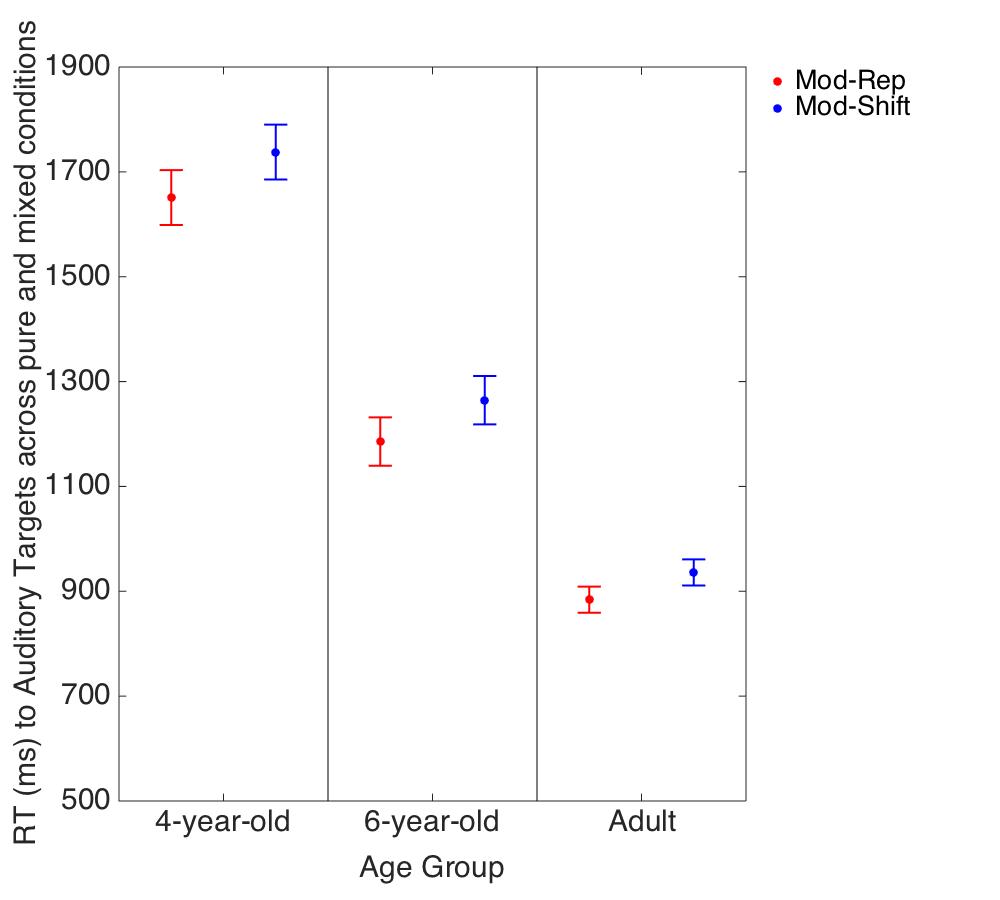 RT (ms) to Auditory Targets across pure and mixed conditions
1900
1700
1500
1300
1100
900
700
500
4-year-old
6-year-old
Adult
Age Group
Mod-Rep
Mod-Shift